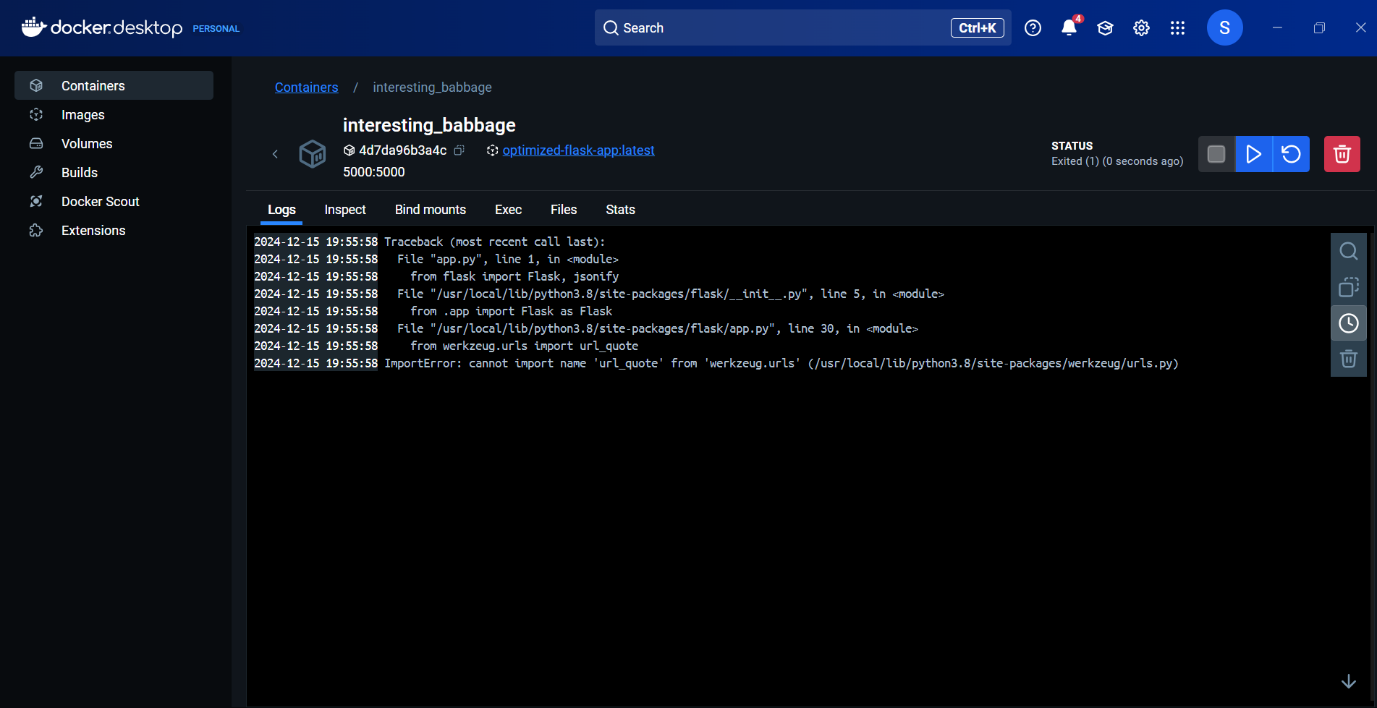 docker.desktop PERSONAL
Search Ctrl+K
4
S
Containers
Images
Volumes
Builds
Docker Scout
Extensions
Containers / interesting_babbage
interesting_babbage
4d7da96b3a4c optimized-flask-app:latest
5000:5000
STATUS
Exited (1) (0 seconds ago)
Logs Inspect Bind mounts Exec Files Stats
2024-12-15 19:55:58 Traceback (most recent call last):
2024-12-15 19:55:58   File "app.py", line 1, in <module>
2024-12-15 19:55:58     from flask import Flask, jsonify
2024-12-15 19:55:58   File "/usr/local/lib/python3.8/site-packages/flask/__init__.py", line 5, in <module>
2024-12-15 19:55:58     from .app import Flask as Flask
2024-12-15 19:55:58   File "/usr/local/lib/python3.8/site-packages/flask/app.py", line 30, in <module>
2024-12-15 19:55:58     from werkzeug.urls import url_quote
2024-12-15 19:55:58 ImportError: cannot import name 'url_quote' from 'werkzeug.urls' (/usr/local/lib/python3.8/site-packages/werkzeug/urls.py)